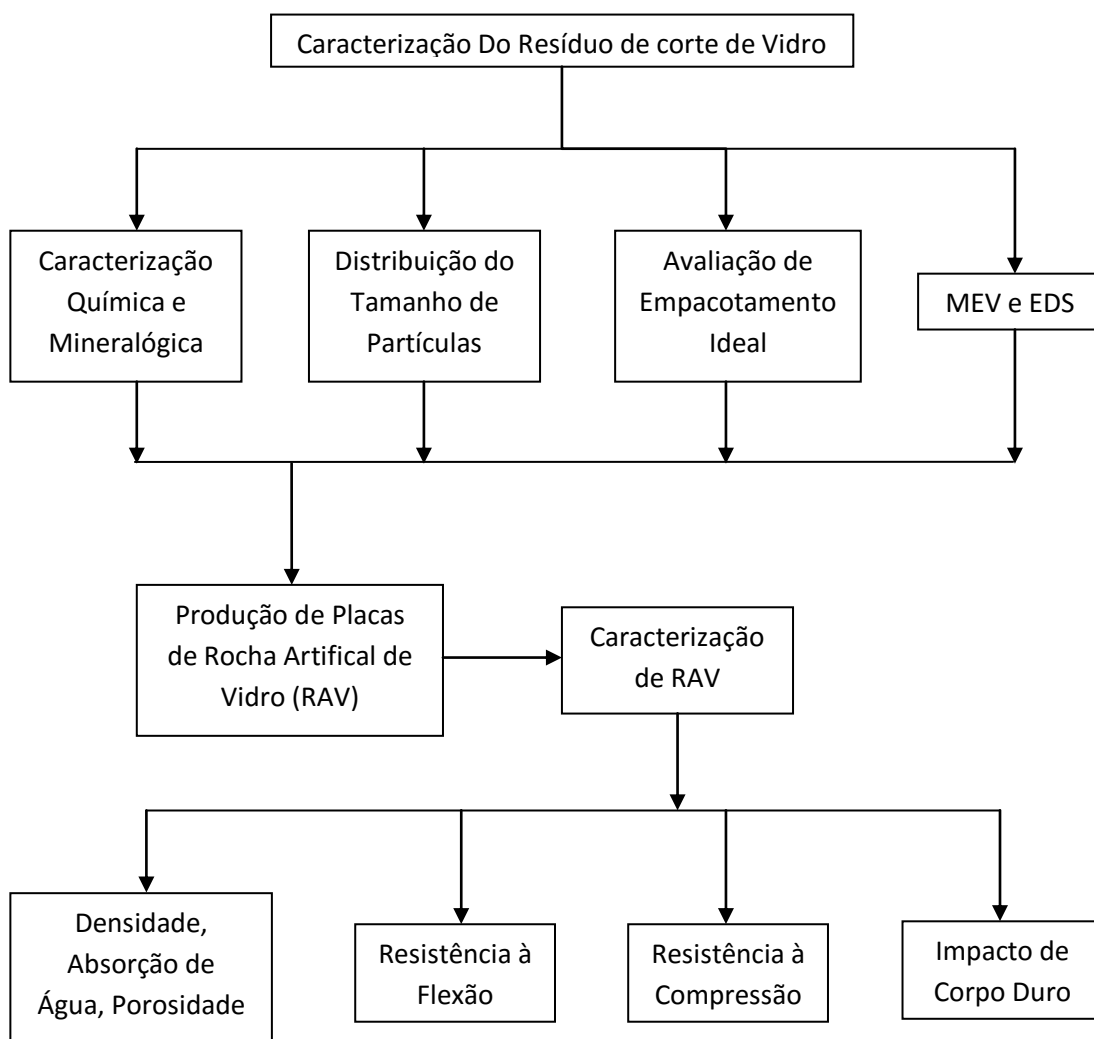 Caracterização Do Resíduo de corte de Vidro
Caracterização
Química e
Mineralógica
Distribuição do
Tamanho de
Partículas
Avaliação de
Empacotamento
Ideal
MEV e EDS
Produção de Placas
de Rocha Artifical de
Vidro (RAV)
Caracterização
de RAV
Densidade,
Absorção de
Água, Porosidade
Resistência à
Flexão
Resistência à
Compressão
Impacto de
Corpo Duro